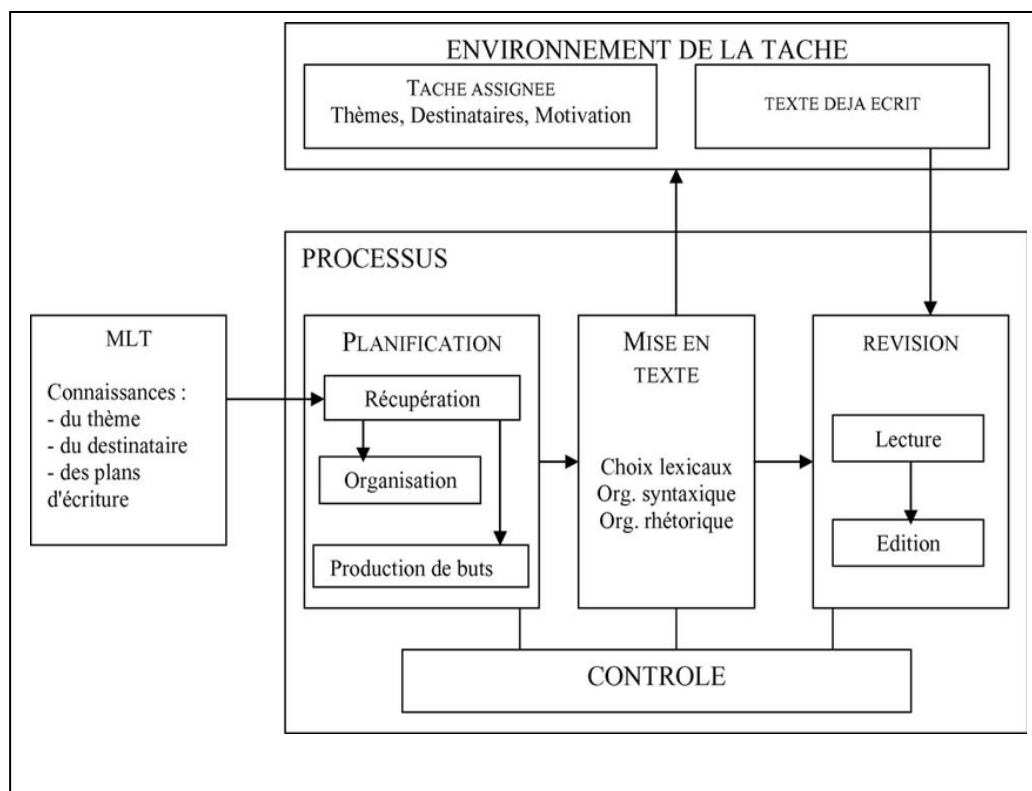 ENVIRONNEMENT DE LA TACHE
TACHE ASSIGNEE
Thèmes, Destinataires, Motivation
TEXTE DEJA ECRIT
PROCESSUS
MLT
Connaissances :
- du thème
- du destinataire
- des plans
d'écriture
PLANIFICATION
Récupération
Organisation
Production de buts
MISE EN
TEXTE
Choix lexicaux
Org. syntaxique
Org. rhétorique
REVISION
Lecture
Edition
CONTROLE